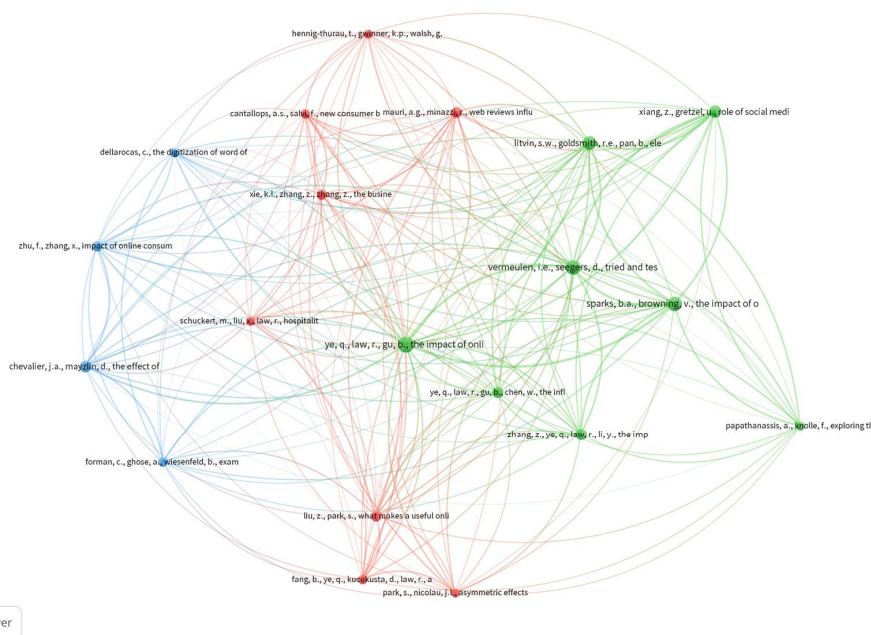 hennig-thurau, t., gwinner, k.p., walsh, g.
cantallops, a.s., salvi, f., new consumer b
mauri, a.g., minazzi, r., web reviews influ
xiang, z., gretzel, u., role of social medi
litvin, s.w., goldsmith, r.e., pan, b., ele
dellarocas, c., the digitization of word of
xie, k.l., zhang, z., zhang, z., the busine
zhu, f., zhang, x., impact of online consum
vermeulen, i.e., seegers, d., tried and tes
sparks, b.a., browning, v., the impact of o
schuckert, m., liu, x., law, r., hospitalit
ye, q., law, r., gu, b., the impact of onli
chevalier, j.a., mayzlin, d., the effect of
ye, q., law, r., gu, b., chen, w., the infl
papathanassis, a., knolle, f., exploring th
zhang, z., ye, q., law, r., li, y., the imp
forman, c., ghose, a., wiesenfeld, b., exam
liu, z., park, s., what makes a useful onli
fang, b., ye, q., kucukusta, d., law, r., a
park, s., nicolau, j.l., asymmetric effects
er